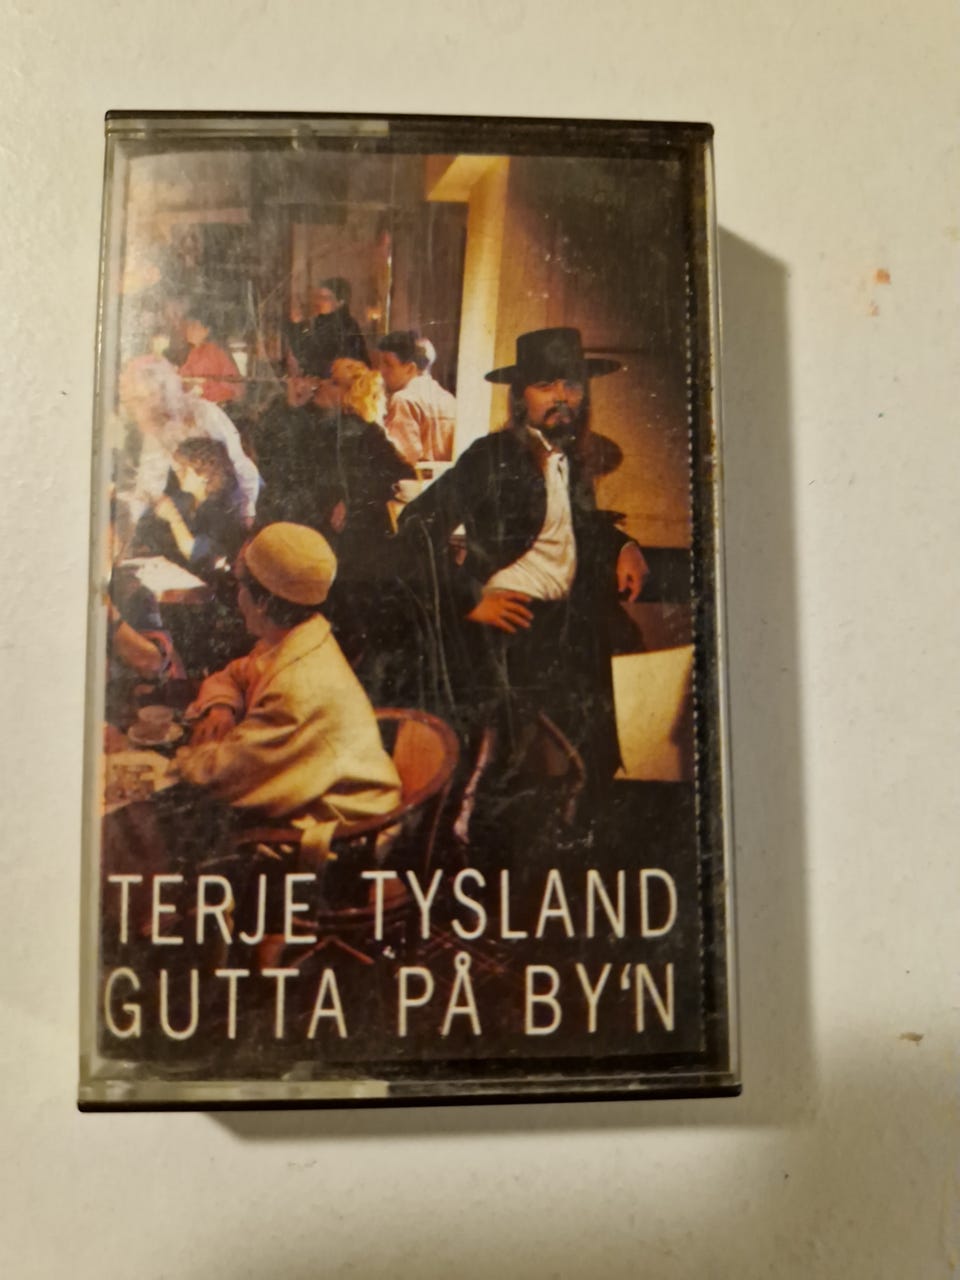 TERJE TYSLAND
GUTTA PÅ BY'N